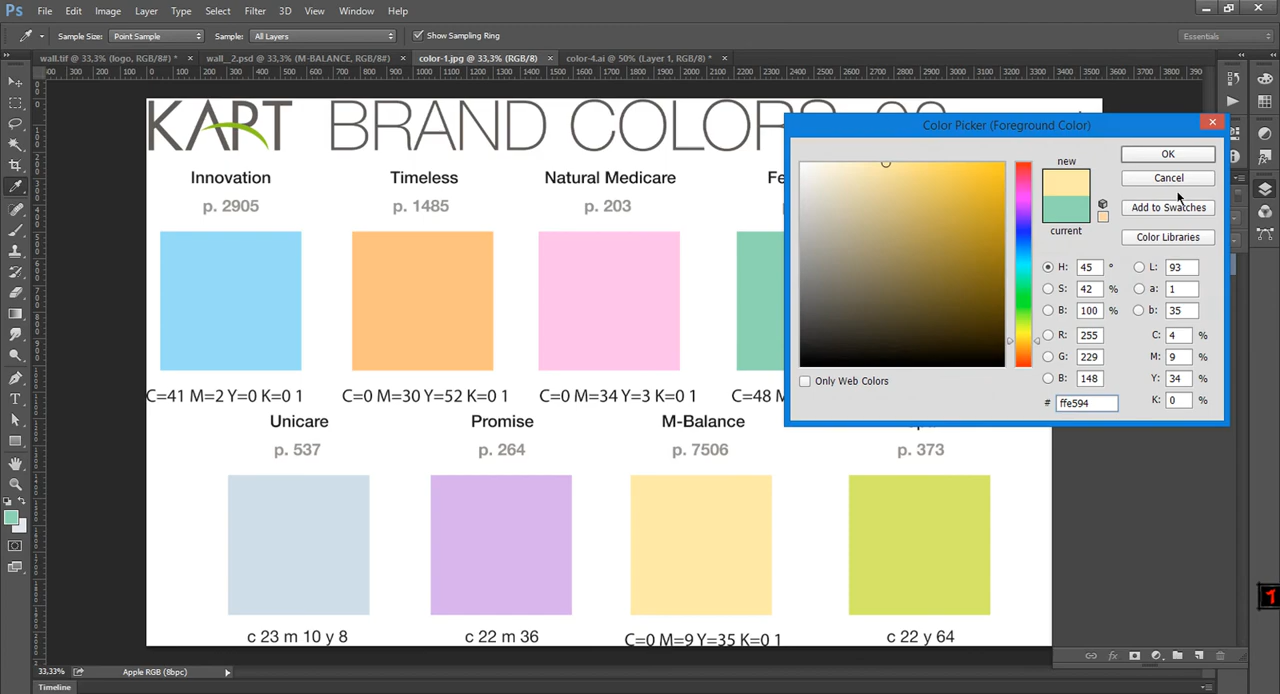 Ps File Edit Image Layer Type Select Filter 3D View Window Help
Sample Size: Point Sample Sample: All Layers Show Sampling Ring Essentials
wall.tif @ 33,3% (logo, RGB/8#) * × wall__2.psd @ 33,3% (M-BALANCE, RGB/8#) × color-1.jpg @ 33,3% (RGB/8) × color-4.ai @ 50% (Layer 1, RGB/8) * ×
KART BRAND COLORS
Color Picker (Foreground Color)
new
OK
Cancel
Add to Swatches
current
Color Libraries
H: 45 ° L: 93
S: 42 % a: 1
B: 100 % b: 35
R: 255 C: 4 %
G: 229 M: 9 %
B: 148 Y: 34 %
# ffe594 K: 0 %
Only Web Colors
Innovation Timeless Natural Medicare
p. 2905 p. 1485 p. 203
C=41 M=2 Y=0 K=0 1 C=0 M=30 Y=52 K=0 1 C=0 M=34 Y=3 K=0 1 C=48 M
Unicare Promise M-Balance
p. 537 p. 264 p. 7506 p. 373
c 23 m 10 y 8 c 22 m 36 C=0 M=9 Y=35 K=0 1 c 22 y 64
33,33% Apple RGB (8bpc)
Timeline